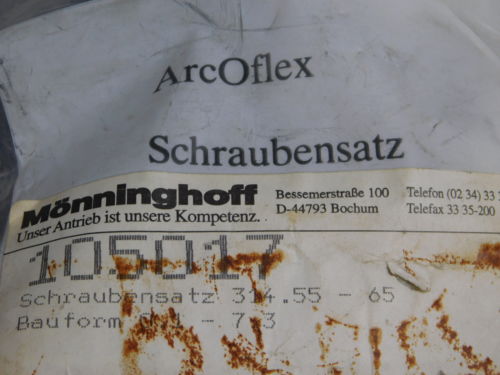 ArcOflex
Schraubensatz
Mönninghoff
Unser Antrieb ist unsere Kompetenz.
Bessemerstraße 100
D-44793 Bochum
Telefon (02 34) 33
Telefax 33 35-200
105017
Schraubensatz 314.55 - 65
Bauform